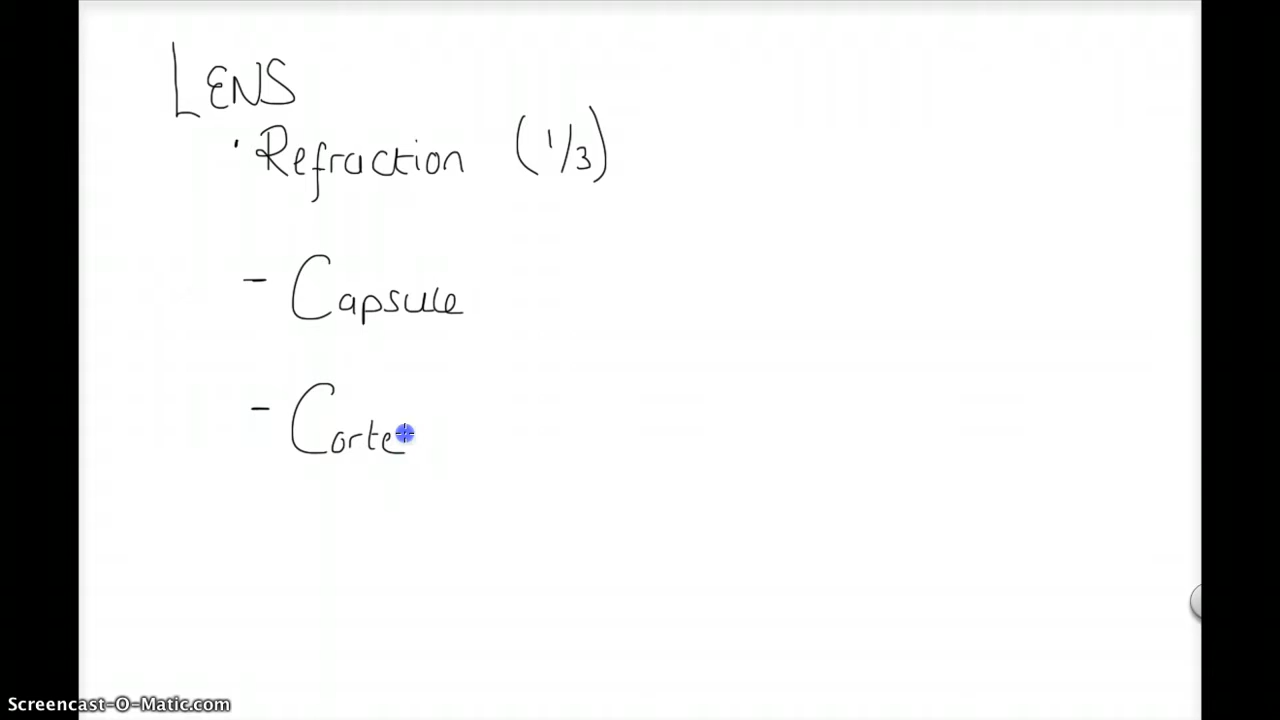 LENS
· Refraction (1/3)
- Capsule
- Corte
Screencast-O-Matic.com